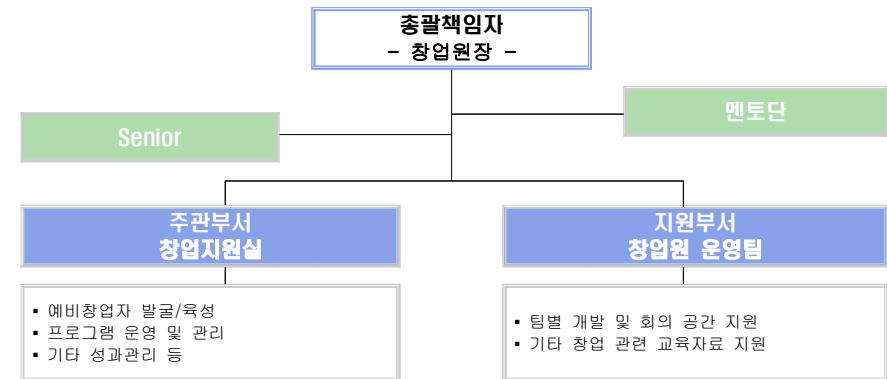 총괄책임자
- 창업원장 -
멘토단
Senior
주관부서
창업지원실
지원부서
창업원 운영팀
▪ 예비창업자 발굴/육성
▪ 프로그램 운영 및 관리
▪ 기타 성과관리 등
▪ 팀별 개발 및 회의 공간 지원
▪ 기타 창업 관련 교육자료 지원